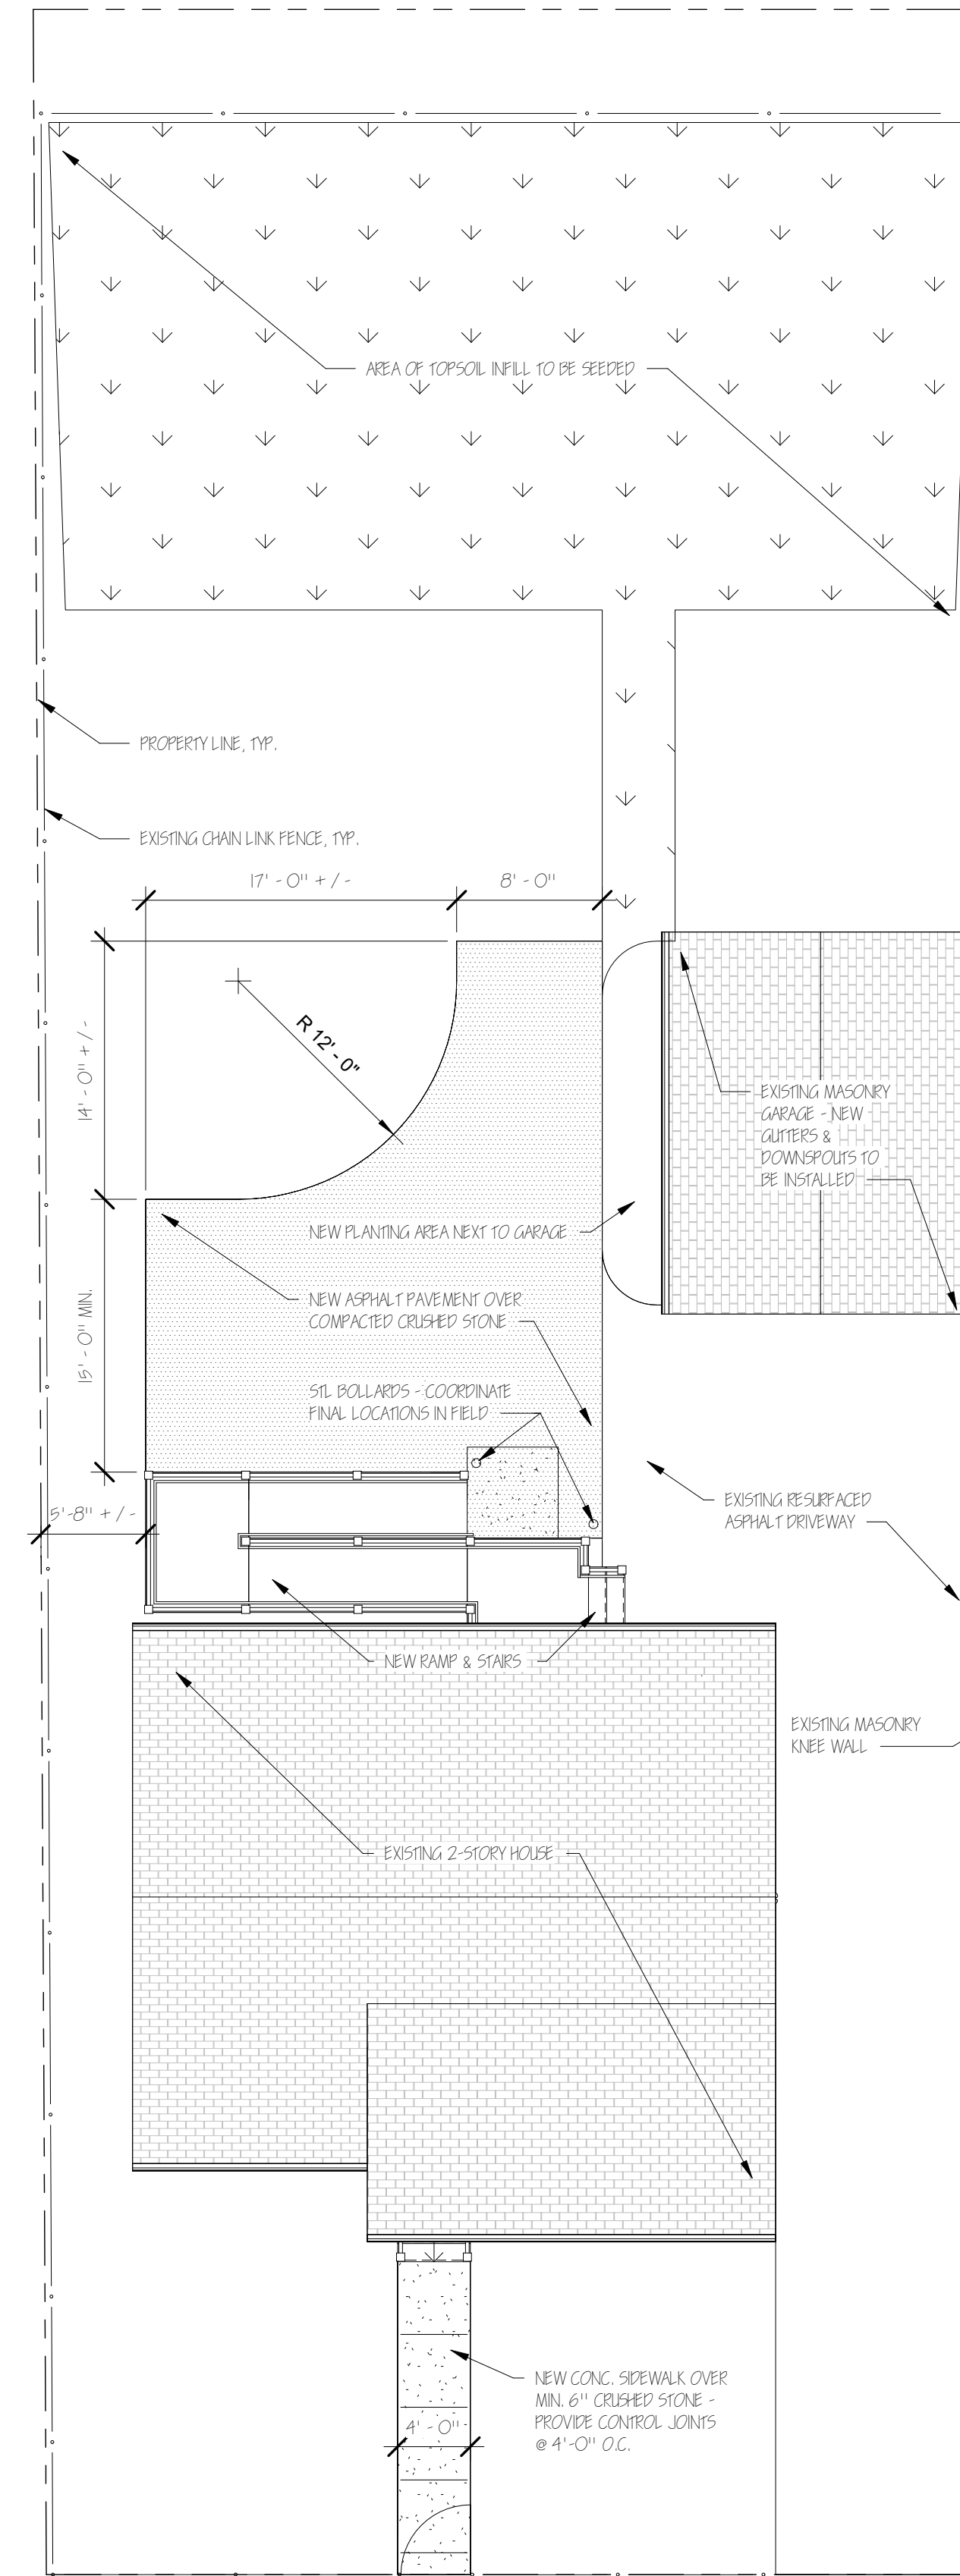 AREA OF TOPSOIL INFILL TO BE SEEDED
PROPERTY LINE, TYP.
EXISTING CHAIN LINK FENCE, TYP.
17' - 0" +/-
8' - 0"
14' - 0" +/-
R 12' - 0"
EXISTING MASONRY
GARAGE - NEW
GUTTERS &
DOWNSPOUTS TO
BE INSTALLED
NEW PLANTING AREA NEXT TO GARAGE
NEW ASPHALT PAVEMENT OVER
COMPACTED CRUSHED STONE
15' - 0" MIN.
STL BOLLARDS - COORDINATE
FINAL LOCATIONS IN FIELD
5'-8" +/-
EXISTING RESURFACED
ASPHALT DRIVEWAY
NEW RAMP & STAIRS
EXISTING MASONRY
KNEE WALL
EXISTING 2-STORY HOUSE
NEW CONC. SIDEWALK OVER
MIN. 6" CRUSHED STONE -
PROVIDE CONTROL JOINTS
@ 4'-0" O.C.
4' - 0"